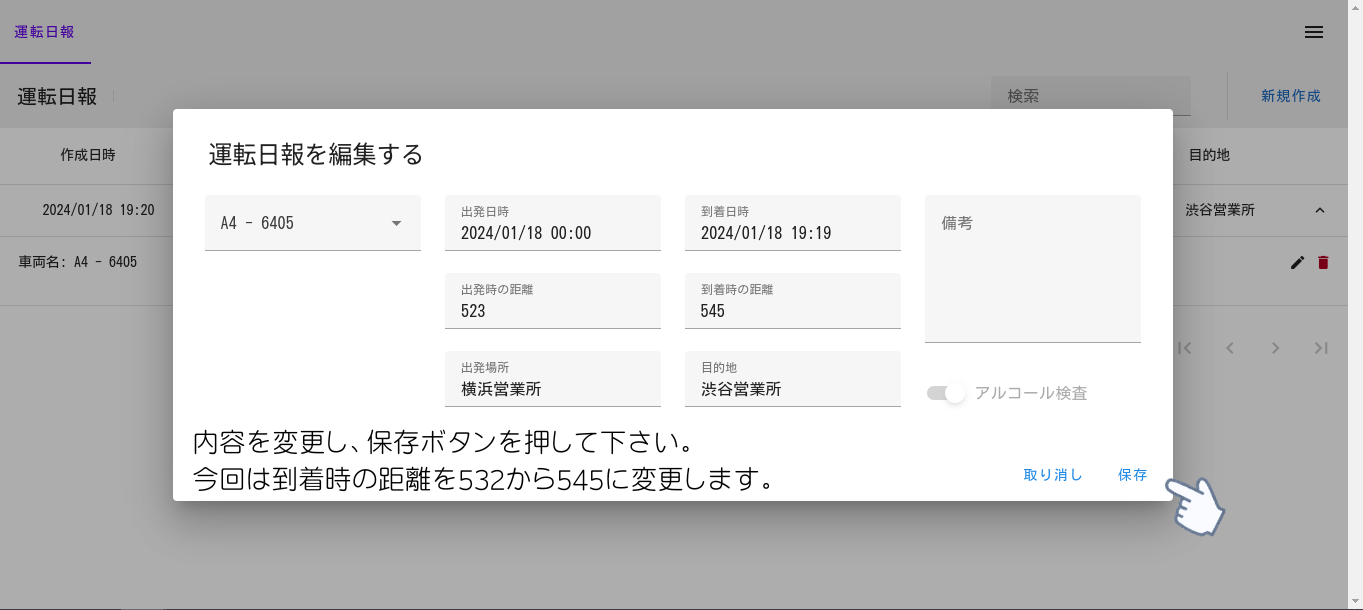 運転日報
運転日報
検索
新規作成
作成日時
目的地
2024/01/18 19:20
渋谷営業所
車両名: A4 - 6405
運転日報を編集する
A4 - 6405
出発日時
2024/01/18 00:00
到着日時
2024/01/18 19:19
備考
出発時の距離
523
到着時の距離
545
出発場所
横浜営業所
目的地
渋谷営業所
アルコール検査
内容を変更し、保存ボタンを押して下さい。
今回は到着時の距離を532から545に変更します。
取り消し
保存